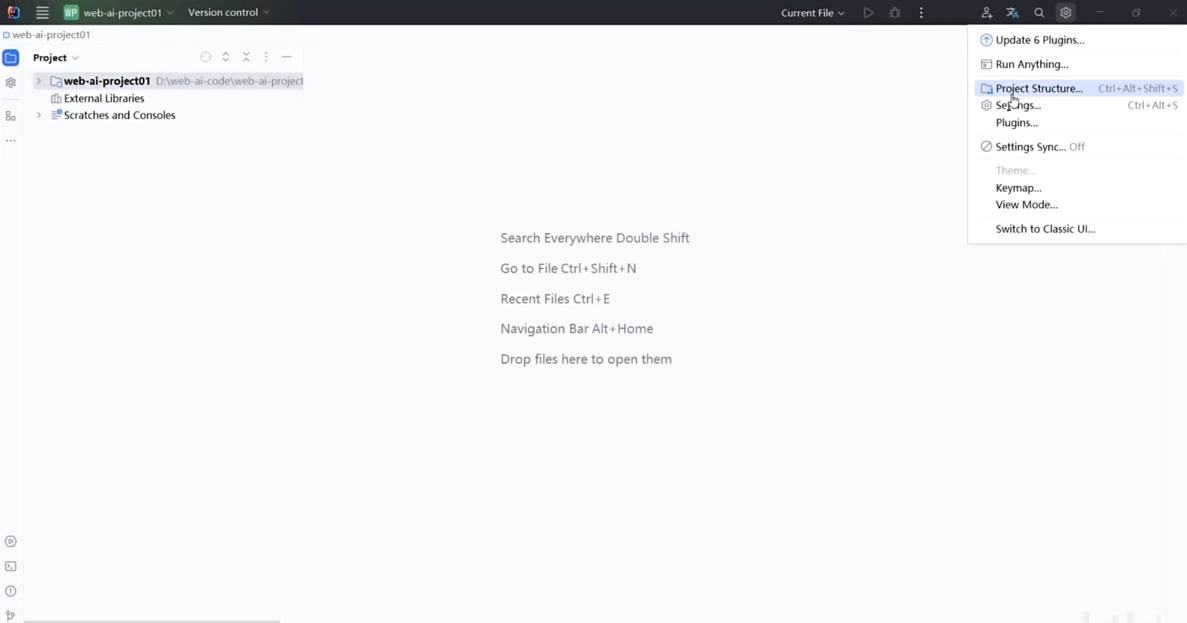 WP web-ai-project01 Version control Current File
web-ai-project01
Project
web-ai-project01 D:\web-ai-code\web-ai-project
External Libraries
Scratches and Consoles
Search Everywhere Double Shift
Go to File Ctrl+Shift+N
Recent Files Ctrl+E
Navigation Bar Alt+Home
Drop files here to open them
Update 6 Plugins...
Run Anything...
Project Structure... Ctrl+Alt+Shift+S
Settings... Ctrl+Alt+S
Plugins...
Settings Sync... Off
Theme...
Keymap...
View Mode...
Switch to Classic UI...